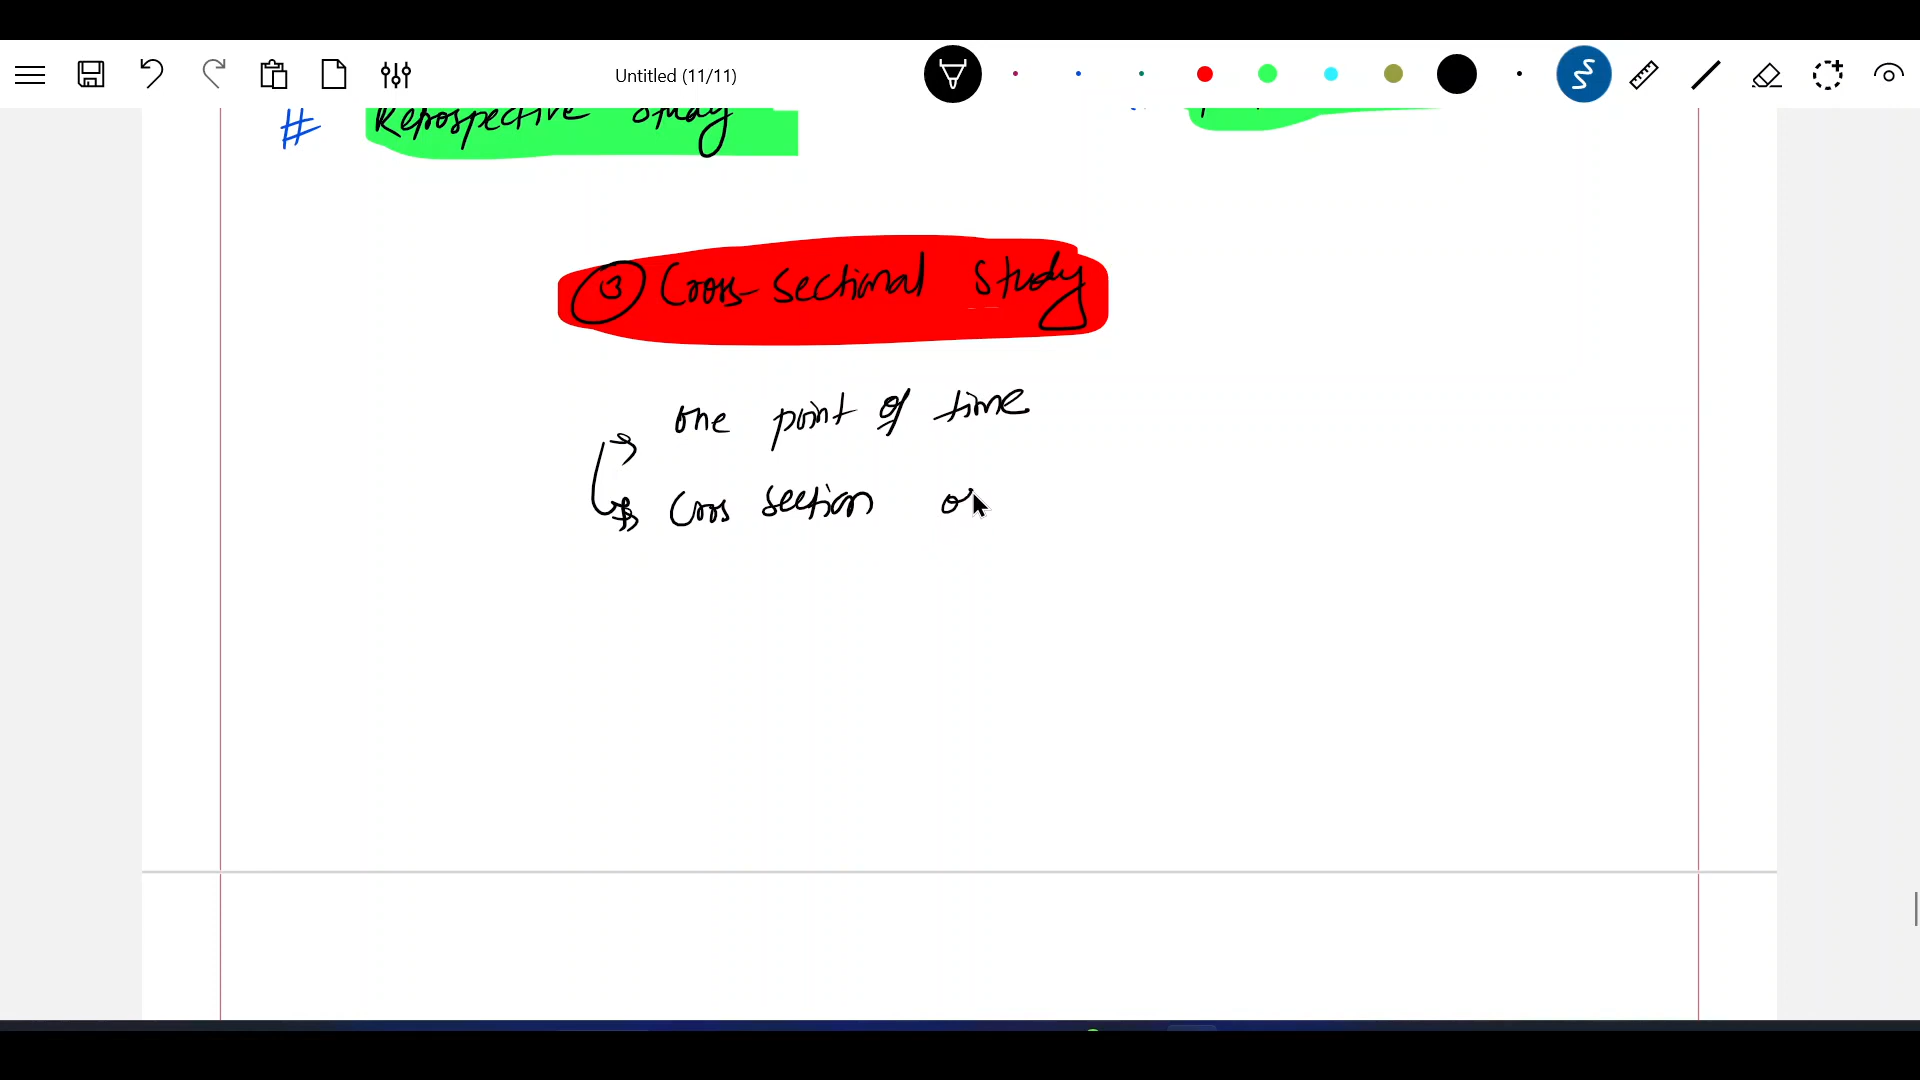 Untitled (11/11)
# Retrospective Study
③ Cross-sectional Study
one point of time
Cross section of